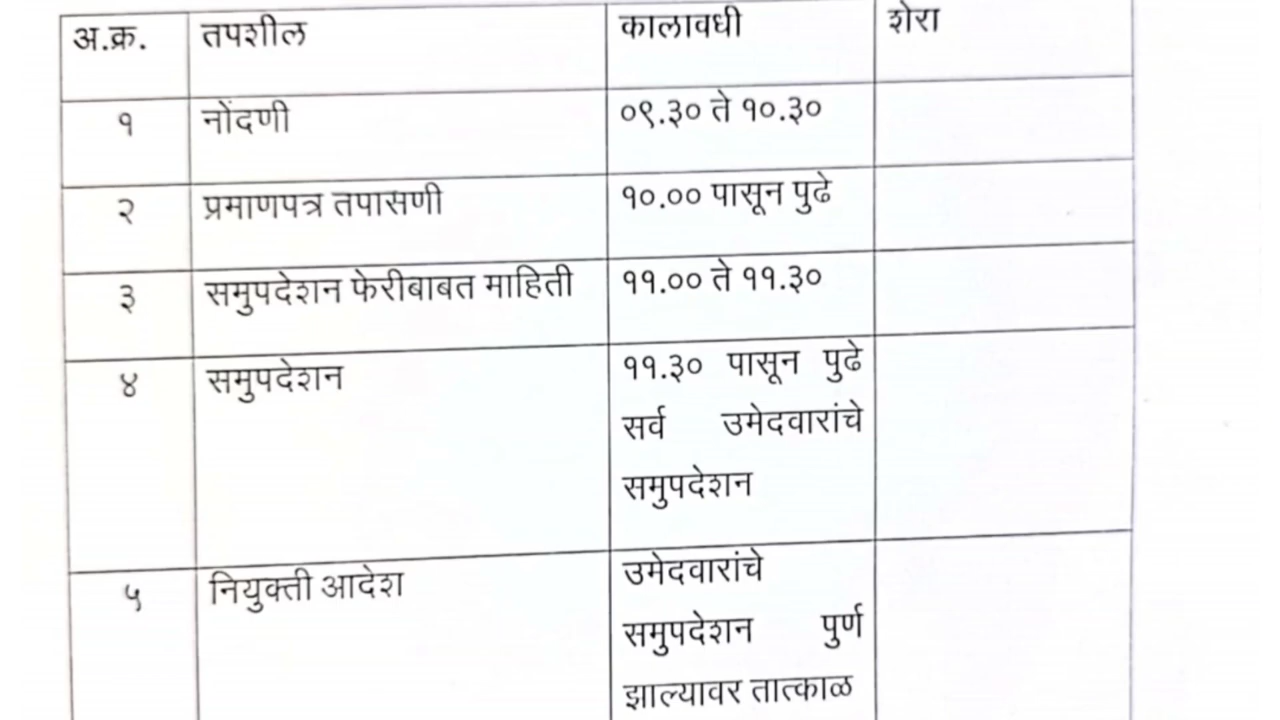 अ.क्र. तपशील कालावधी शेरा
१ नोंदणी ०९.३० ते १०.३०
२ प्रमाणपत्र तपासणी १०.०० पासून पुढे
३ समुपदेशन फेरीबाबत माहिती ११.०० ते ११.३०
४ समुपदेशन ११.३० पासून पुढे
सर्व उमेदवारांचे
समुपदेशन
५ नियुक्ती आदेश उमेदवारांचे
समुपदेशन पुर्ण
झाल्यावर तात्काळ